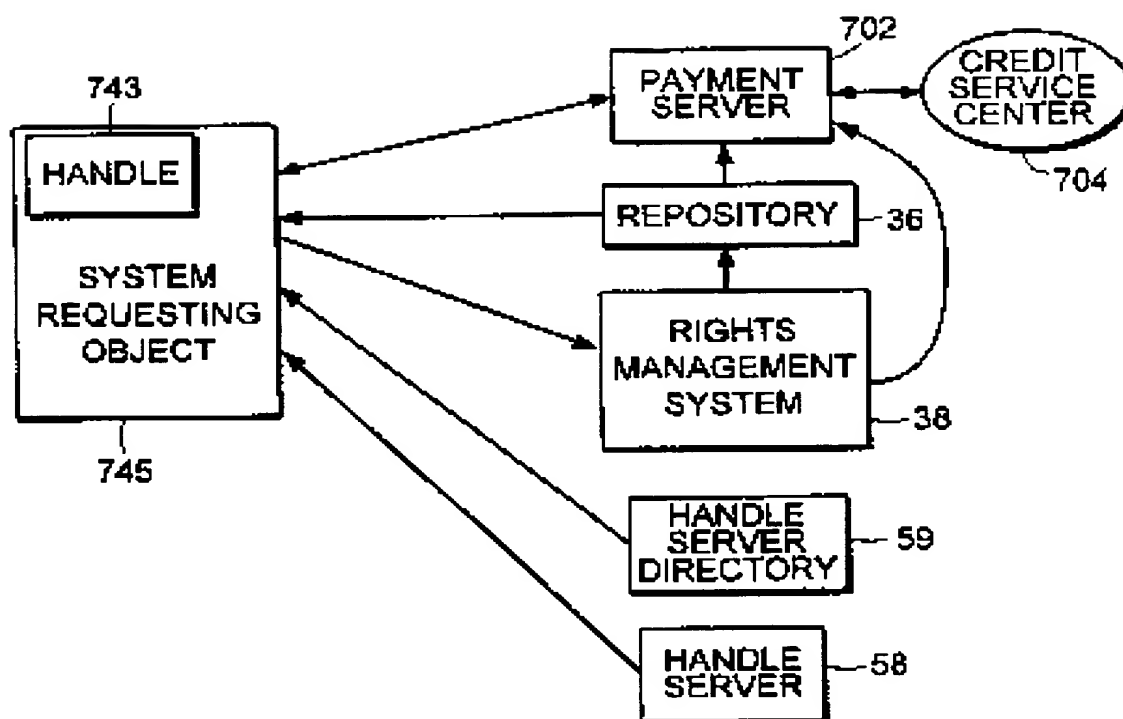 702
PAYMENT
SERVER
CREDIT
SERVICE
CENTER
704
743
HANDLE
SYSTEM
REQUESTING
OBJECT
745
REPOSITORY
36
RIGHTS
MANAGEMENT
SYSTEM
38
HANDLE
SERVER
DIRECTORY
59
HANDLE
SERVER
58